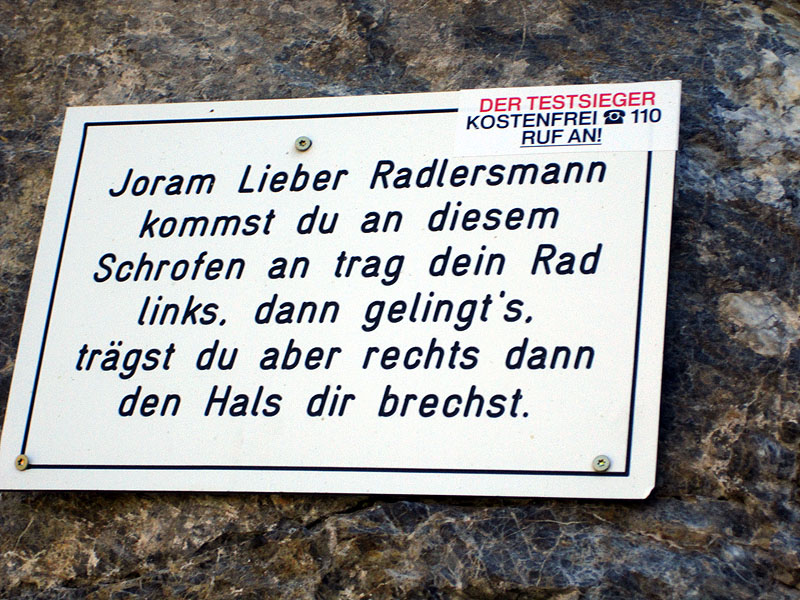 DER TESTSIEGER
KOSTENFREI ☎ 110
RUF AN!
Joram Lieber Radlersmann
kommst du an diesem
Schrofen an trag dein Rad
links, dann gelingt's,
trägst du aber rechts dann
den Hals dir brechst.